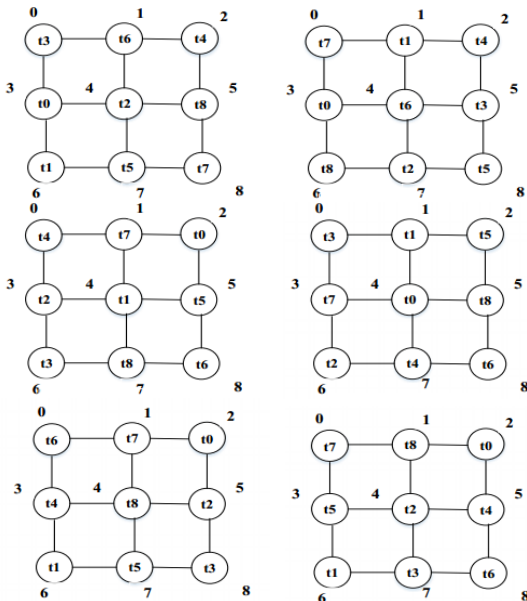 0 1 2
t3 t6 t4
3 4 5
t0 t2 t8
t1 t5 t7
6 7 8
0 1 2
t7 t1 t4
3 4 5
t0 t6 t3
t8 t2 t5
6 7 8
0 1 2
t4 t7 t0
3 4 5
t2 t1 t5
t3 t8 t6
6 7 8
0 1 2
t3 t1 t5
3 4 5
t7 t0 t8
t2 t4 t6
6 7 8
0 1 2
t6 t7 t0
3 4 5
t4 t8 t2
t1 t5 t3
6 7 8
0 1 2
t7 t8 t0
3 4 5
t5 t2 t4
t1 t3 t6
6 7 8